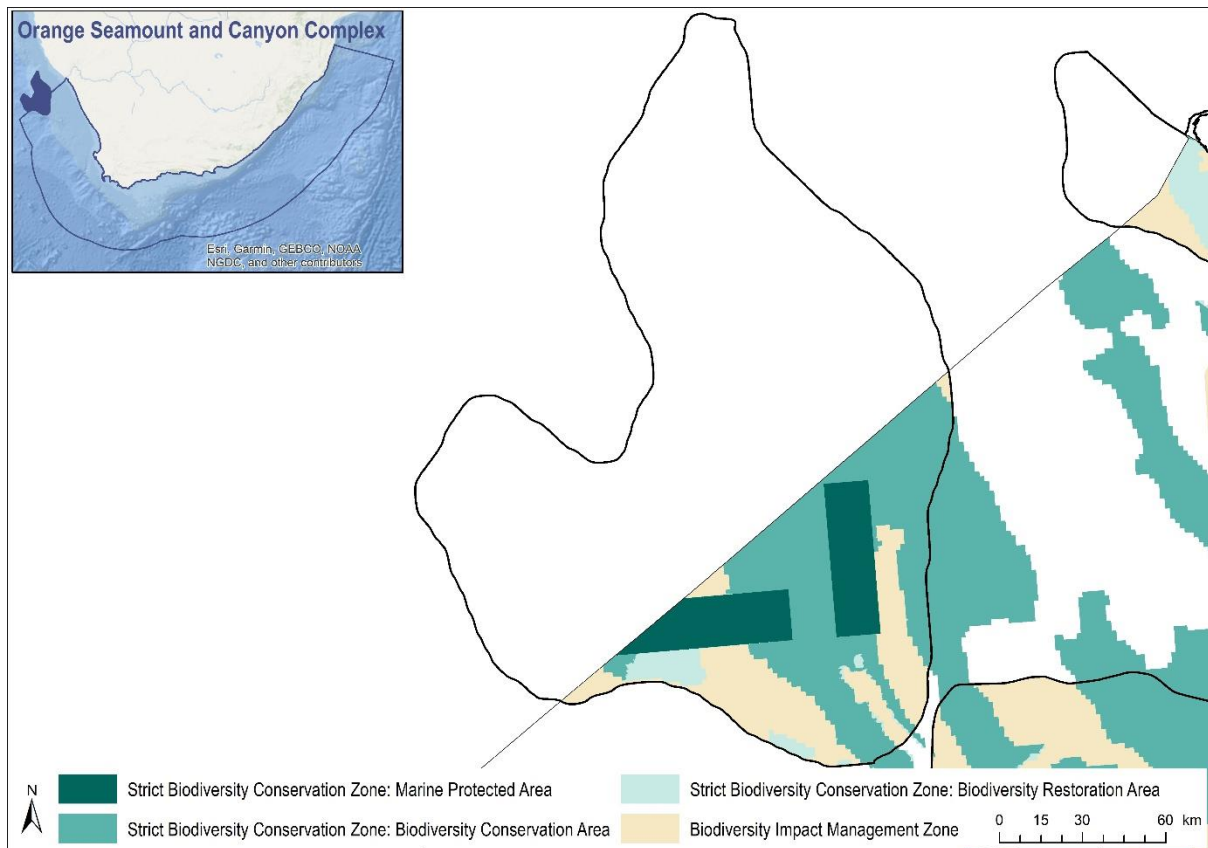 Orange Seamount and Canyon Complex
Esri, Garmin, GEBCO, NOAA
NGDC, and other contributors
N
Strict Biodiversity Conservation Zone: Marine Protected Area
Strict Biodiversity Conservation Zone: Biodiversity Restoration Area
Strict Biodiversity Conservation Zone: Biodiversity Conservation Area
Biodiversity Impact Management Zone
0 15 30 60 km